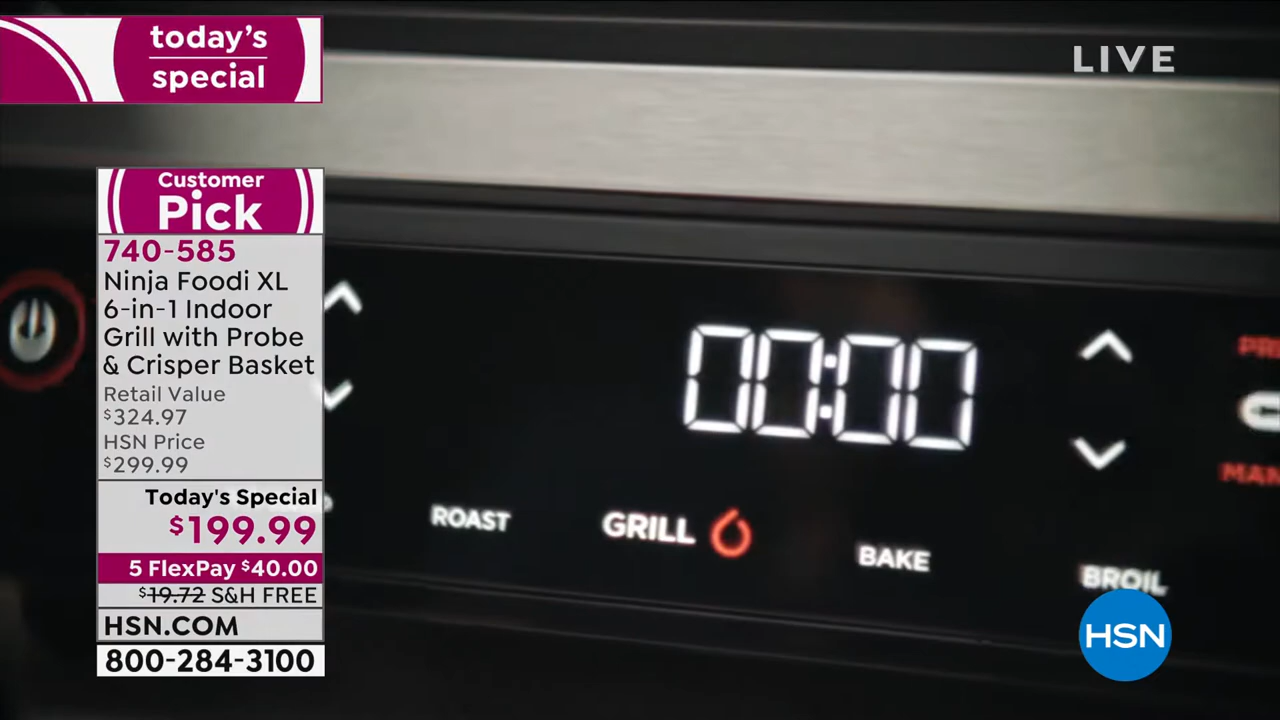 today's
special
LIVE
Customer
Pick
740-585
Ninja Foodi XL
6-in-1 Indoor
Grill with Probe
& Crisper Basket
Retail Value
$324.97
HSN Price
$299.99
Today's Special
$199.99
5 FlexPay $40.00
$19.72 S&H FREE
HSN.COM
800-284-3100
00:00
ROAST
GRILL
BAKE
BROIL
HSN